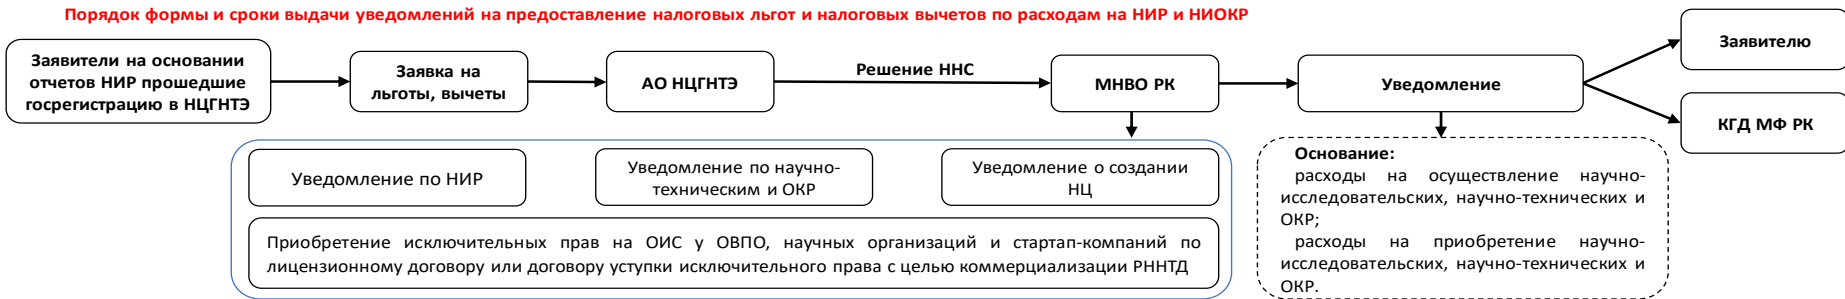 Порядок формы и сроки выдачи уведомлений на предоставление налоговых льгот и налоговых вычетов по расходам на НИР и НИОКР
Заявители на основании
отчетов НИР прошедшие
госрегистрацию в НЦГНТЭ
Заявка на
льготы, вычеты
АО НЦГНТЭ
Решение ННС
МНВО РК
Уведомление
Заявителю
КГД МФ РК
Уведомление по НИР
Уведомление по научно-
техническим и ОКР
Уведомление о создании
НЦ
Приобретение исключительных прав на ОИС у ОВПО, научных организаций и стартап-компаний по
лицензионному договору или договору уступки исключительного права с целью коммерциализации РННТД
Основание:
расходы на осуществление научно-
исследовательских, научно-технических и
ОКР;
расходы на приобретение научно-
исследовательских, научно-технических и
ОКР.